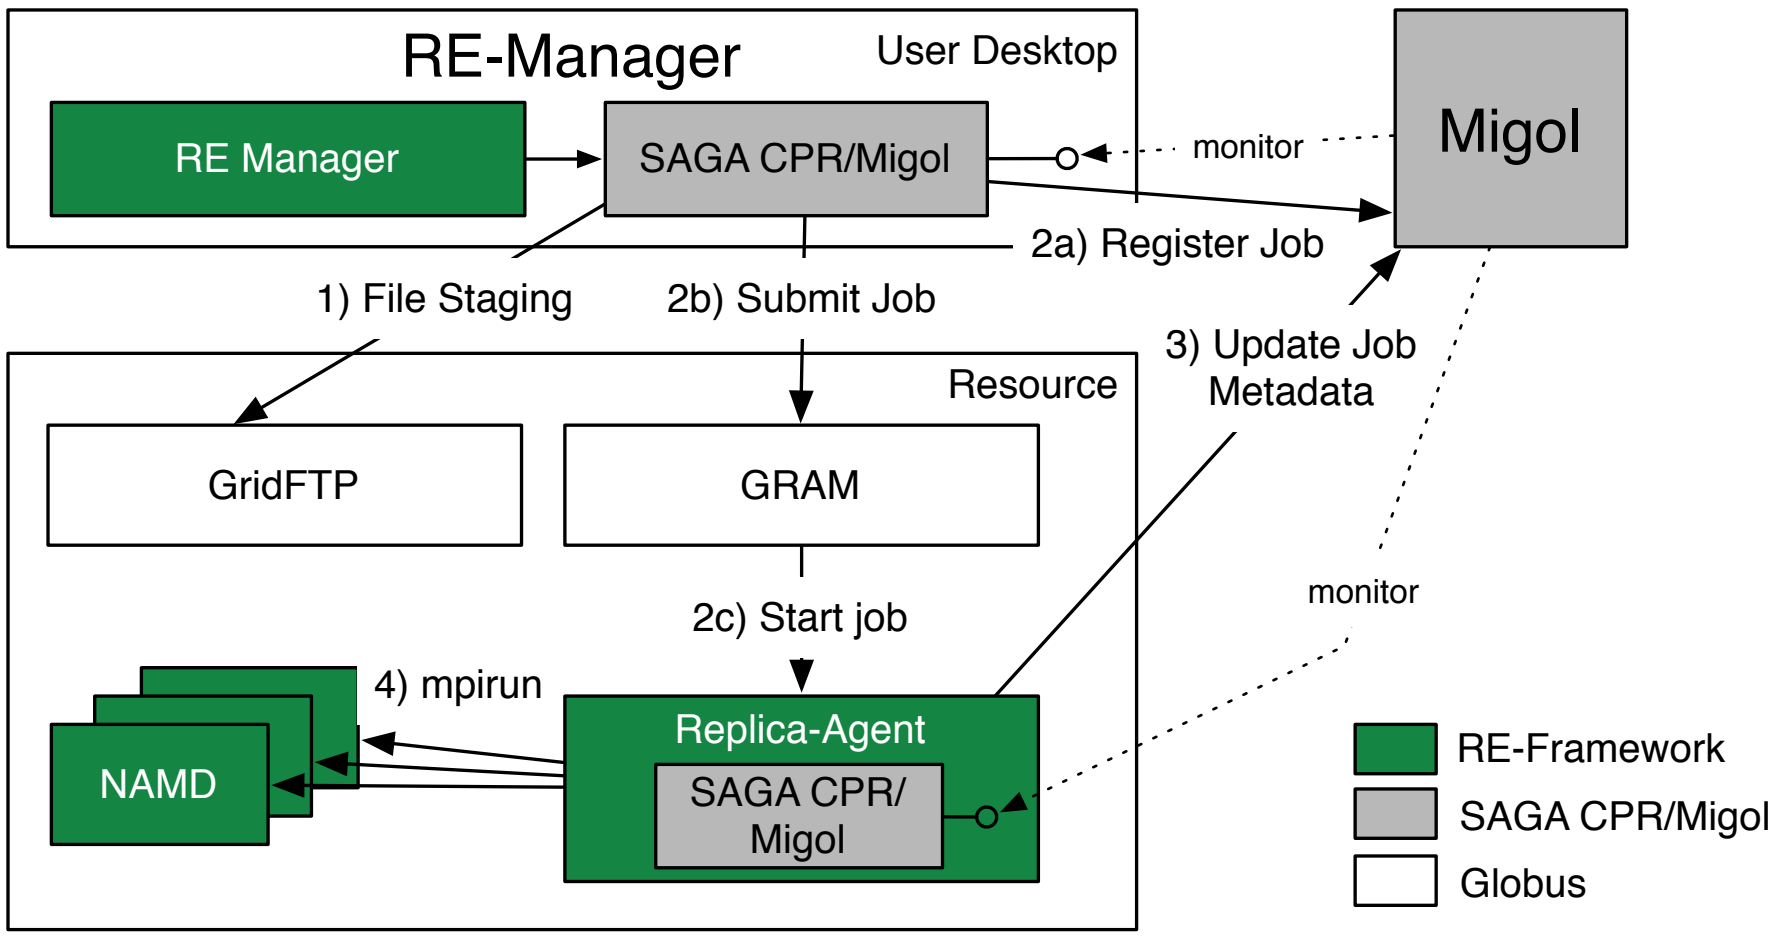 RE-Manager
User Desktop
RE Manager
SAGA CPR/Migol
monitor
Migol
2a) Register Job
1) File Staging
2b) Submit Job
3) Update Job
Metadata
Resource
GridFTP
GRAM
monitor
2c) Start job
4) mpirun
Replica-Agent
NAMD
SAGA CPR/
Migol
RE-Framework
SAGA CPR/Migol
Globus